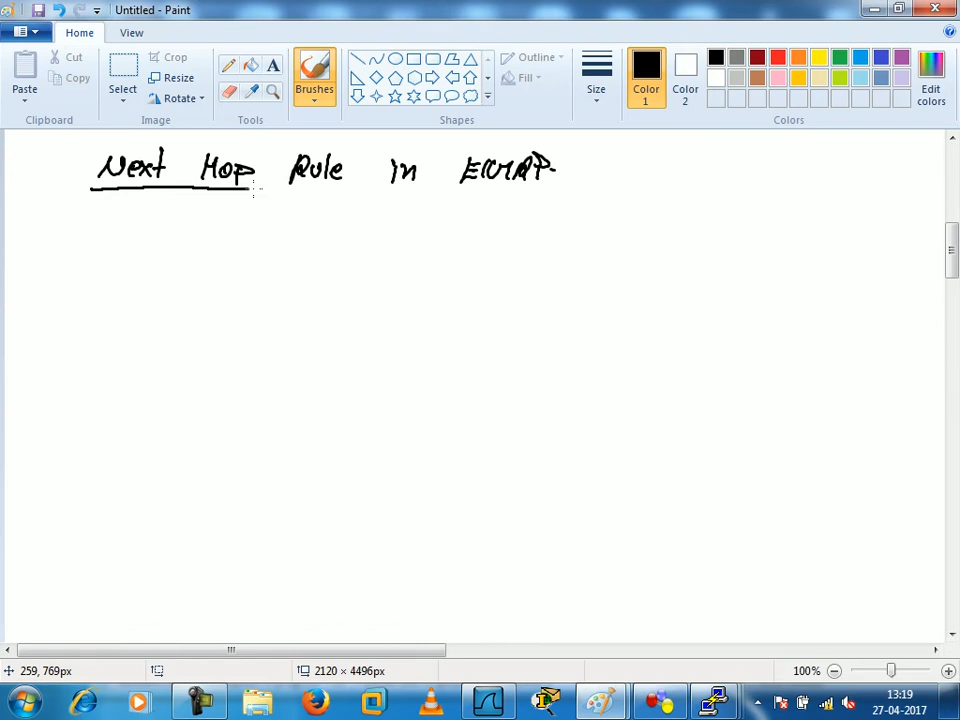 Untitled - Paint
Home View
Cut
Copy
Paste
Clipboard
Crop
Resize
Rotate
Select
Image
A
Tools
Brushes
Outline
Fill
Shapes
Size
Color 1
Color 2
Edit colors
Colors
Next Hop Rule in EIGRP
259, 769px
2120 × 4496px
100%
13:19
27-04-2017